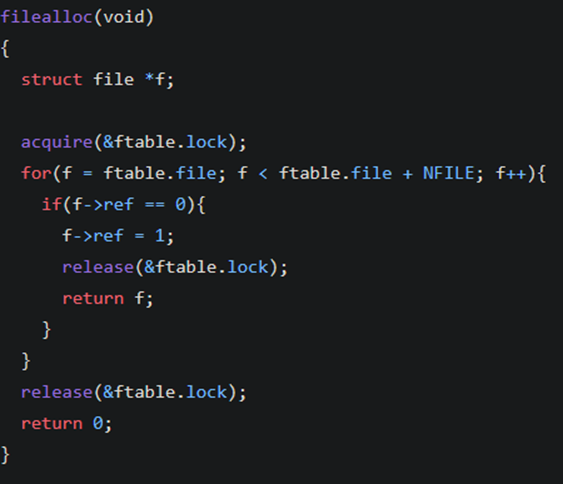 filealloc(void)
{
  struct file *f;

  acquire(&ftable.lock);
  for(f = ftable.file; f < ftable.file + NFILE; f++){
    if(f->ref == 0){
      f->ref = 1;
      release(&ftable.lock);
      return f;
    }
  }
  release(&ftable.lock);
  return 0;
}